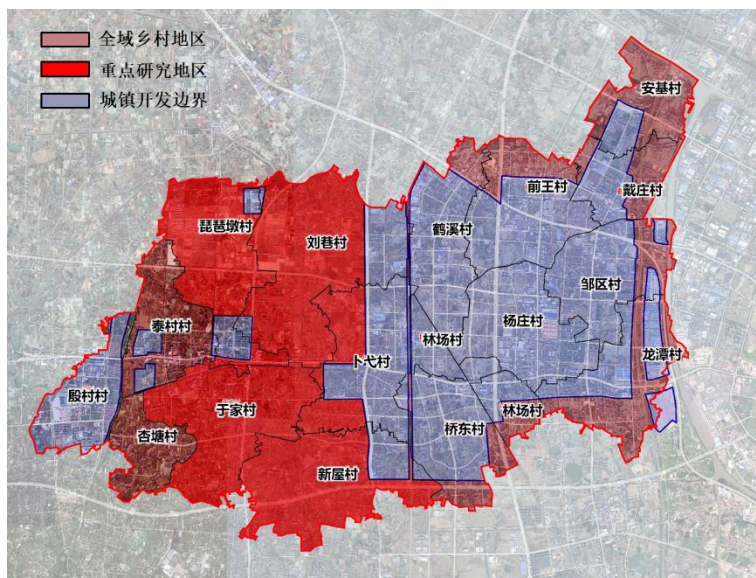 全域乡村地区
重点研究地区
城镇开发边界
安基村
前王村
戴庄村
琵琶墩村
刘巷村
鹤溪村
邹区村
泰村村
杨庄村
林场村
卜弋村
龙潭村
殷村村
于家村
林场村
杏塘村
桥东村
新屋村